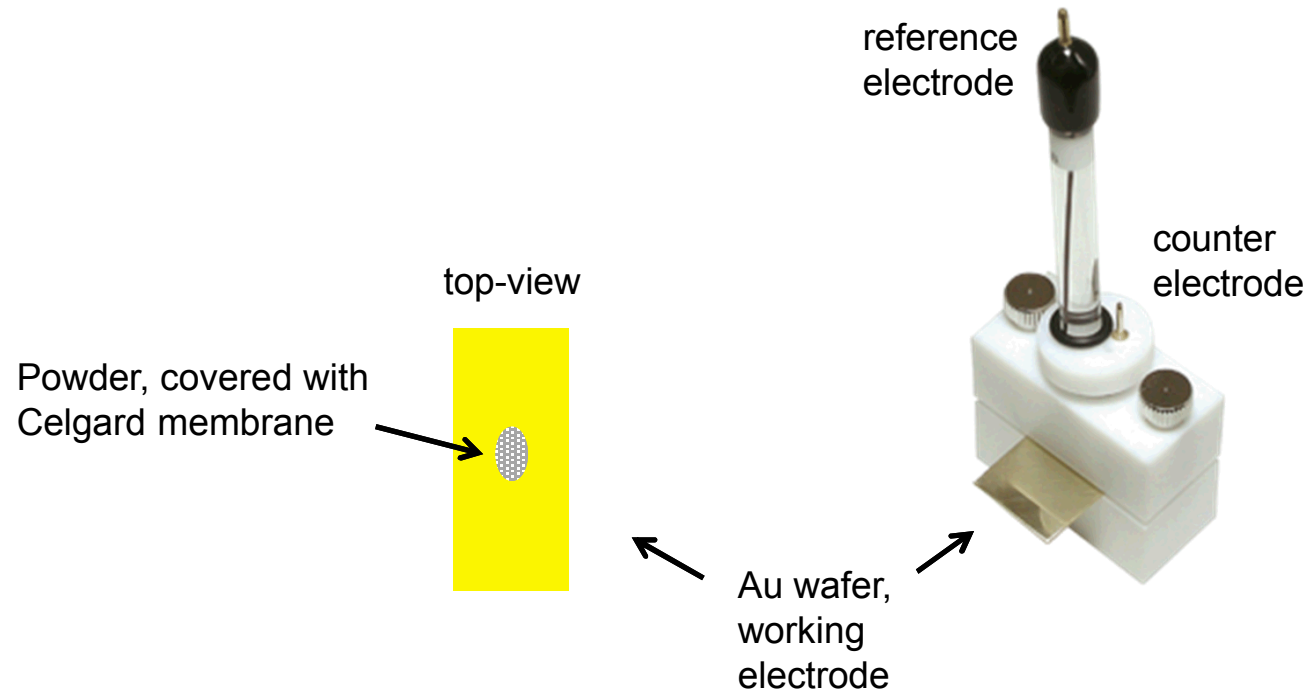 reference
electrode
counter
electrode
top-view
Powder, covered with
Celgard membrane
Au wafer,
working
electrode